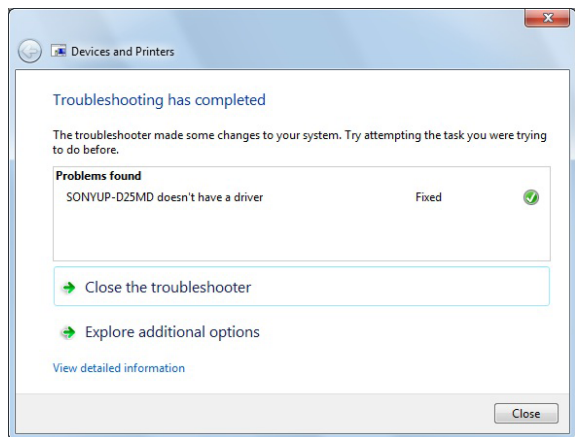 Devices and Printers
Troubleshooting has completed
The troubleshooter made some changes to your system. Try attempting the task you were trying
to do before.
Problems found
SONYUP-D25MD doesn't have a driver Fixed
Close the troubleshooter
Explore additional options
View detailed information
Close